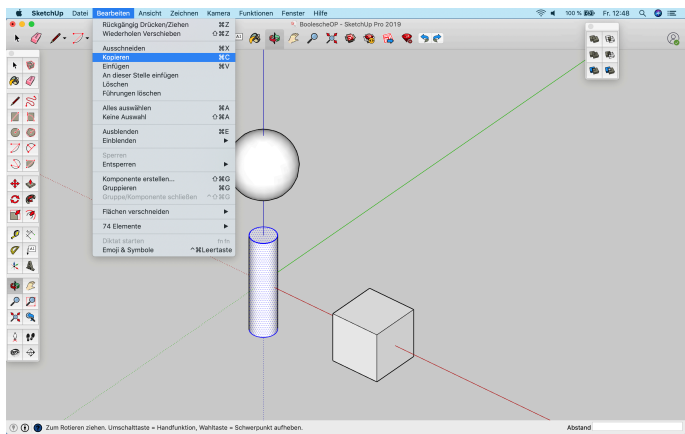 SketchUp Datei Bearbeiten Ansicht Zeichnen Kamera Funktionen Fenster Hilfe 100 % Fr. 12:48
BoolescheOP - SketchUp Pro 2019
Rückgängig Drücken/Ziehen ⌘Z
Wiederholen Verschieben ⇧⌘Z
Ausschneiden ⌘X
Kopieren ⌘C
Einfügen ⌘V
An dieser Stelle einfügen
Löschen
Führungen löschen
Alles auswählen ⌘A
Keine Auswahl ⇧⌘A
Ausblenden ⌘E
Einblenden
Sperren
Entsperren
Komponente erstellen... ⇧⌘G
Gruppieren ⌘G
Gruppe/Komponente schließen ^⇧⌘G
Flächen verschneiden
74 Elemente
Diktat starten fn fn
Emoji & Symbole ^⌘Leertaste
Zum Rotieren ziehen. Umschalttaste = Handfunktion, Wahltaste = Schwerpunkt aufheben. Abstand